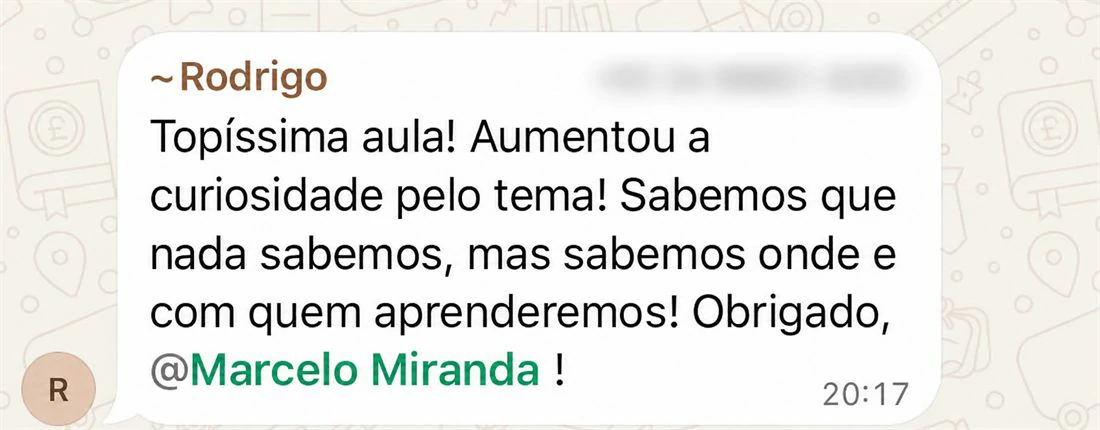 ~Rodrigo
Topíssima aula! Aumentou a
curiosidade pelo tema! Sabemos que
nada sabemos, mas sabemos onde e
com quem aprenderemos! Obrigado,
@Marcelo Miranda !
20:17
R